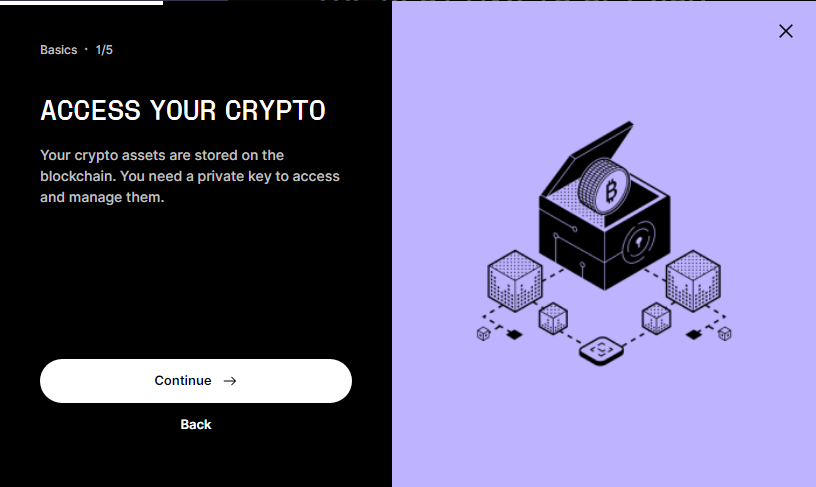 Basics · 1/5
ACCESS YOUR CRYPTO
Your crypto assets are stored on the
blockchain. You need a private key to access
and manage them.
Continue →
Back